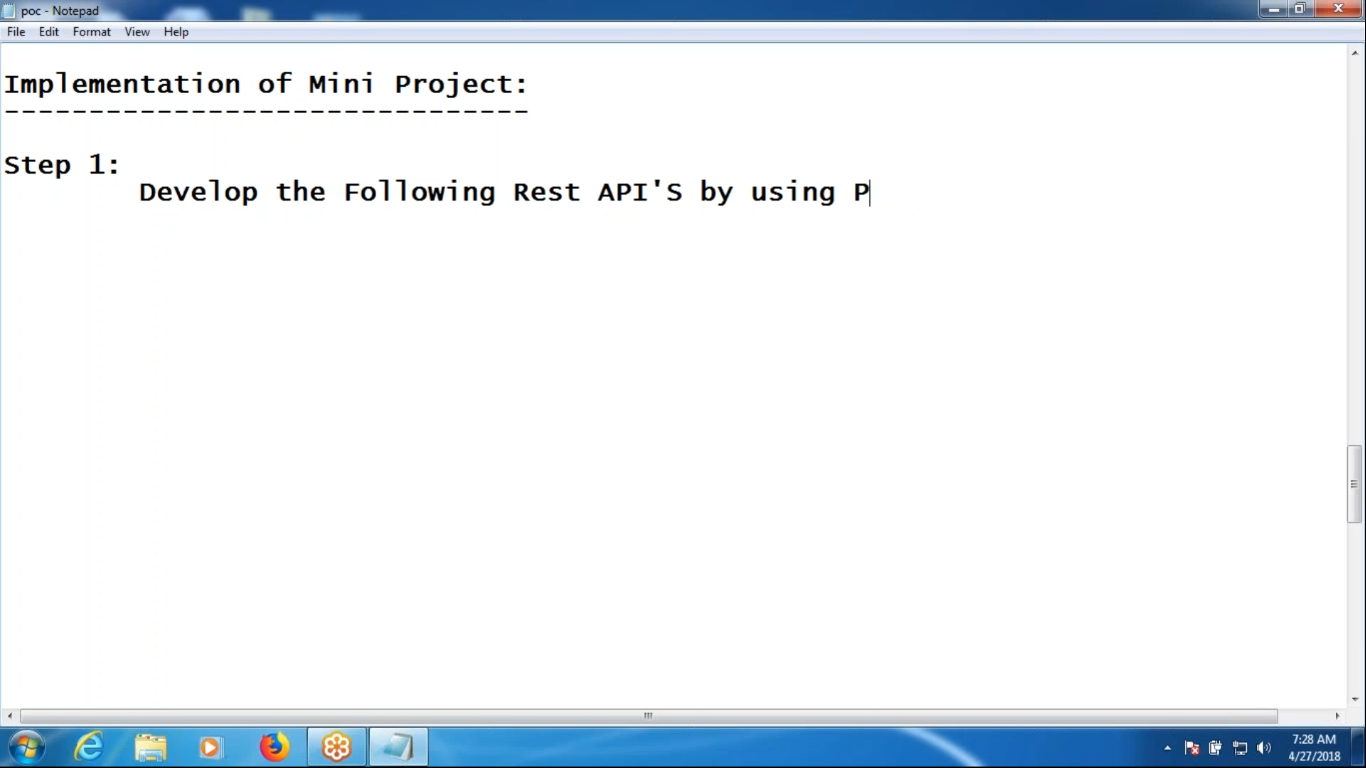 poc - Notepad
File Edit Format View Help
Implementation of Mini Project:
-------------------------------
Step 1:
Develop the Following Rest API'S by using P
7:28 AM
4/27/2018